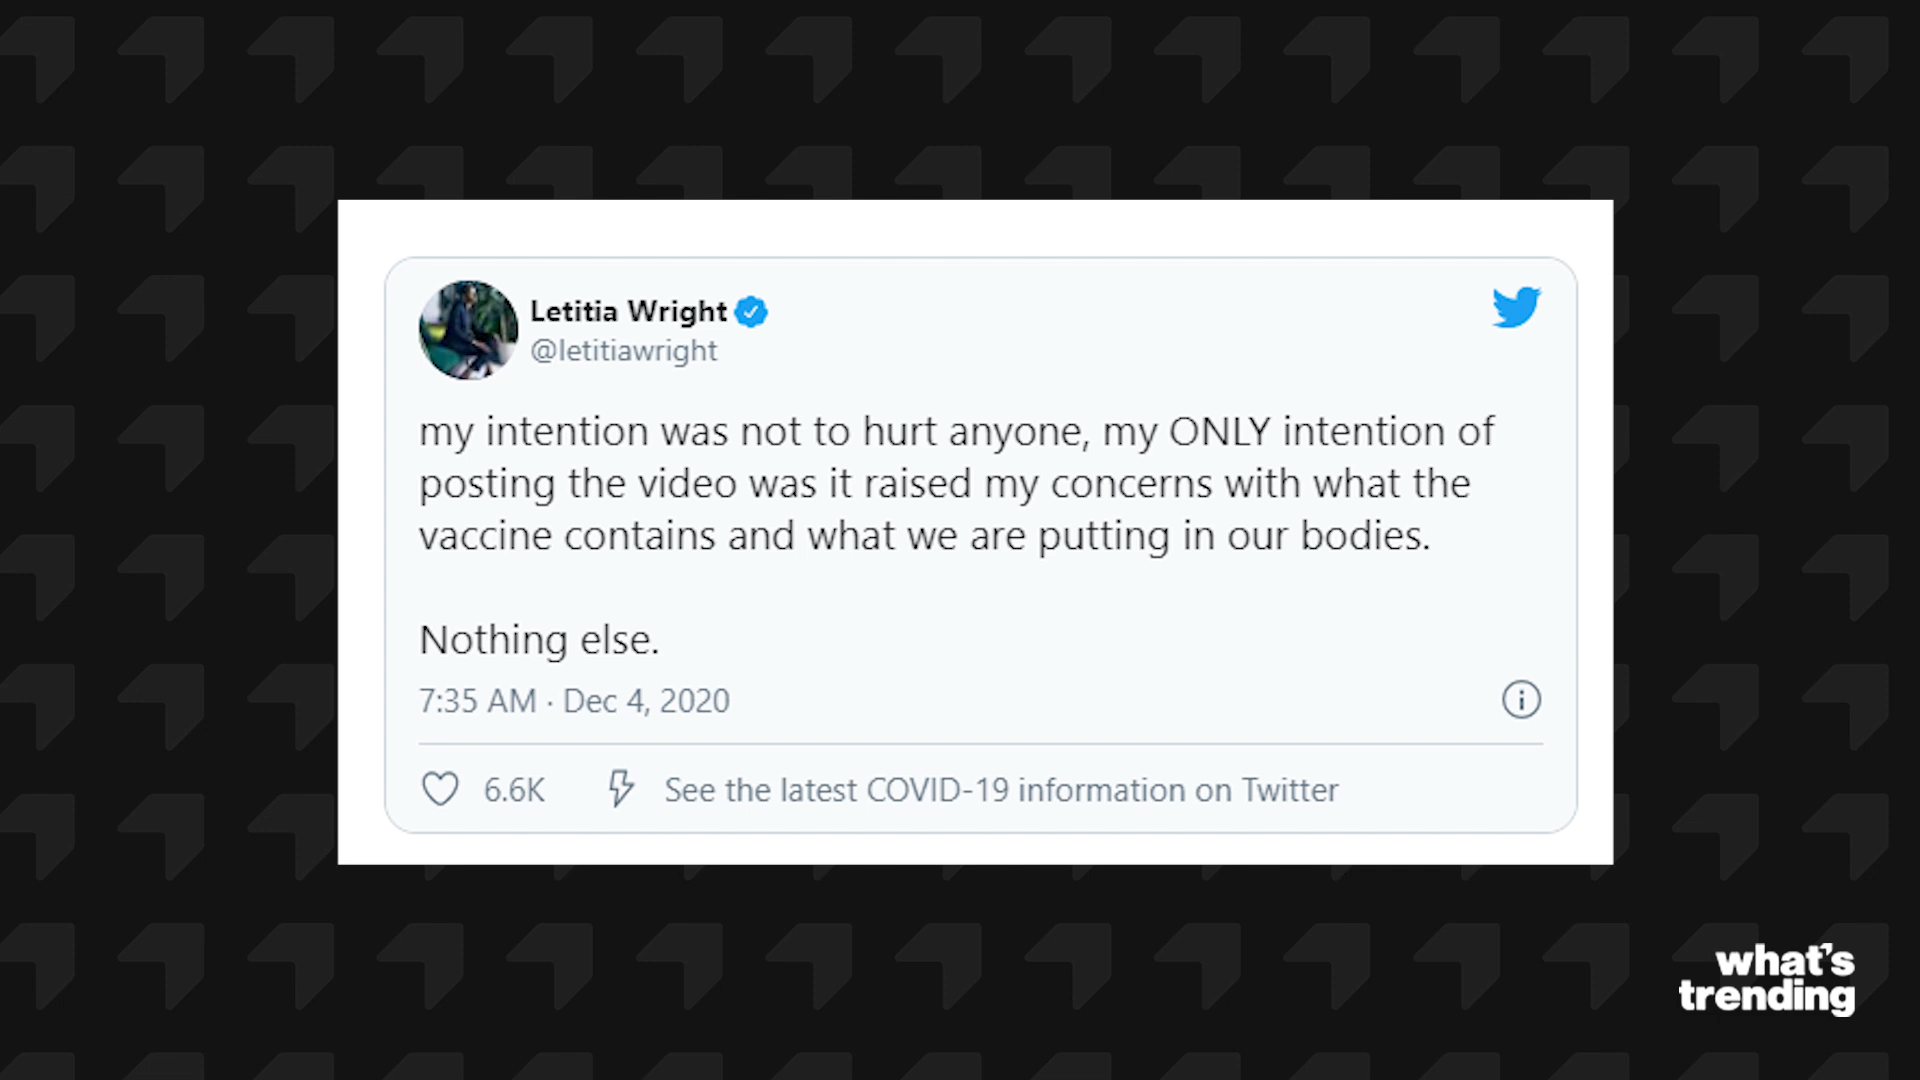 Letitia Wright
@letitiawright
my intention was not to hurt anyone, my ONLY intention of
posting the video was it raised my concerns with what the
vaccine contains and what we are putting in our bodies.
Nothing else.
7:35 AM · Dec 4, 2020
6.6K See the latest COVID-19 information on Twitter
what's
trending